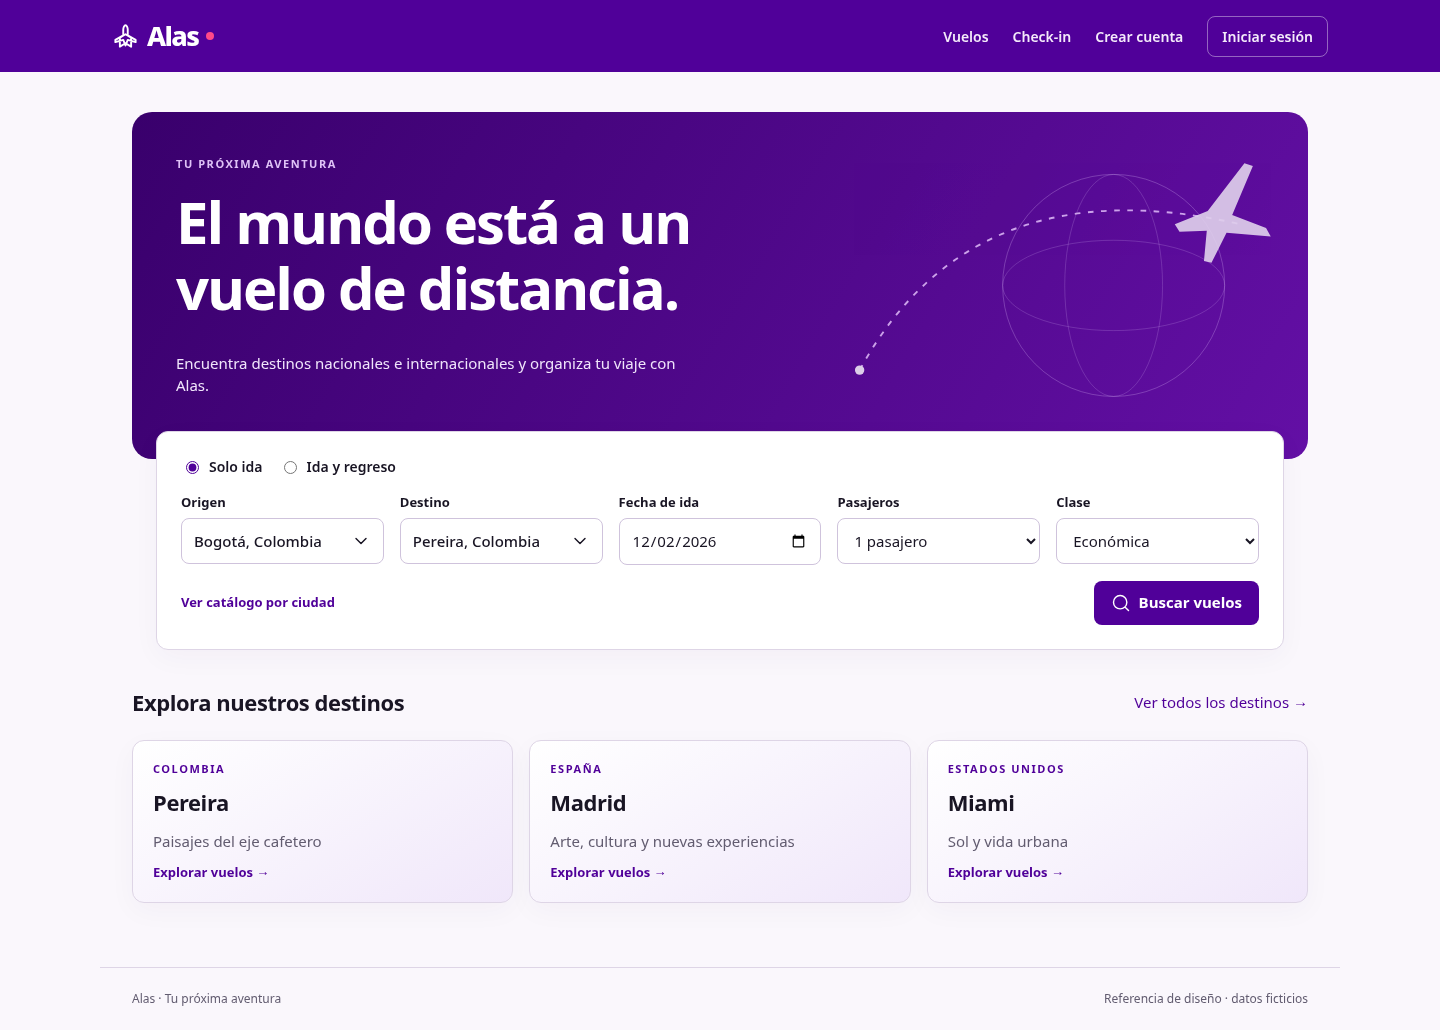 Alas
Vuelos
Check-in
Crear cuenta
Iniciar sesión
TU PRÓXIMA AVENTURA
El mundo está a un
vuelo de distancia.
Encuentra destinos nacionales e internacionales y organiza tu viaje con
Alas.
Solo ida
Ida y regreso
Origen
Destino
Fecha de ida
Pasajeros
Clase
Bogotá, Colombia
Pereira, Colombia
12/02/2026
1 pasajero
Económica
Ver catálogo por ciudad
Buscar vuelos
Explora nuestros destinos
Ver todos los destinos →
COLOMBIA
Pereira
Paisajes del eje cafetero
Explorar vuelos →
ESPAÑA
Madrid
Arte, cultura y nuevas experiencias
Explorar vuelos →
ESTADOS UNIDOS
Miami
Sol y vida urbana
Explorar vuelos →
Alas · Tu próxima aventura
Referencia de diseño · datos ficticios